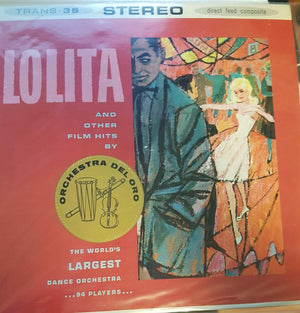 TRANS-35 STEREO direct feed composite
LOLITA
AND
OTHER
FILM HITS
BY
ORCHESTRA DEL ORO
THE WORLD'S
LARGEST
DANCE ORCHESTRA
...94 PLAYERS...